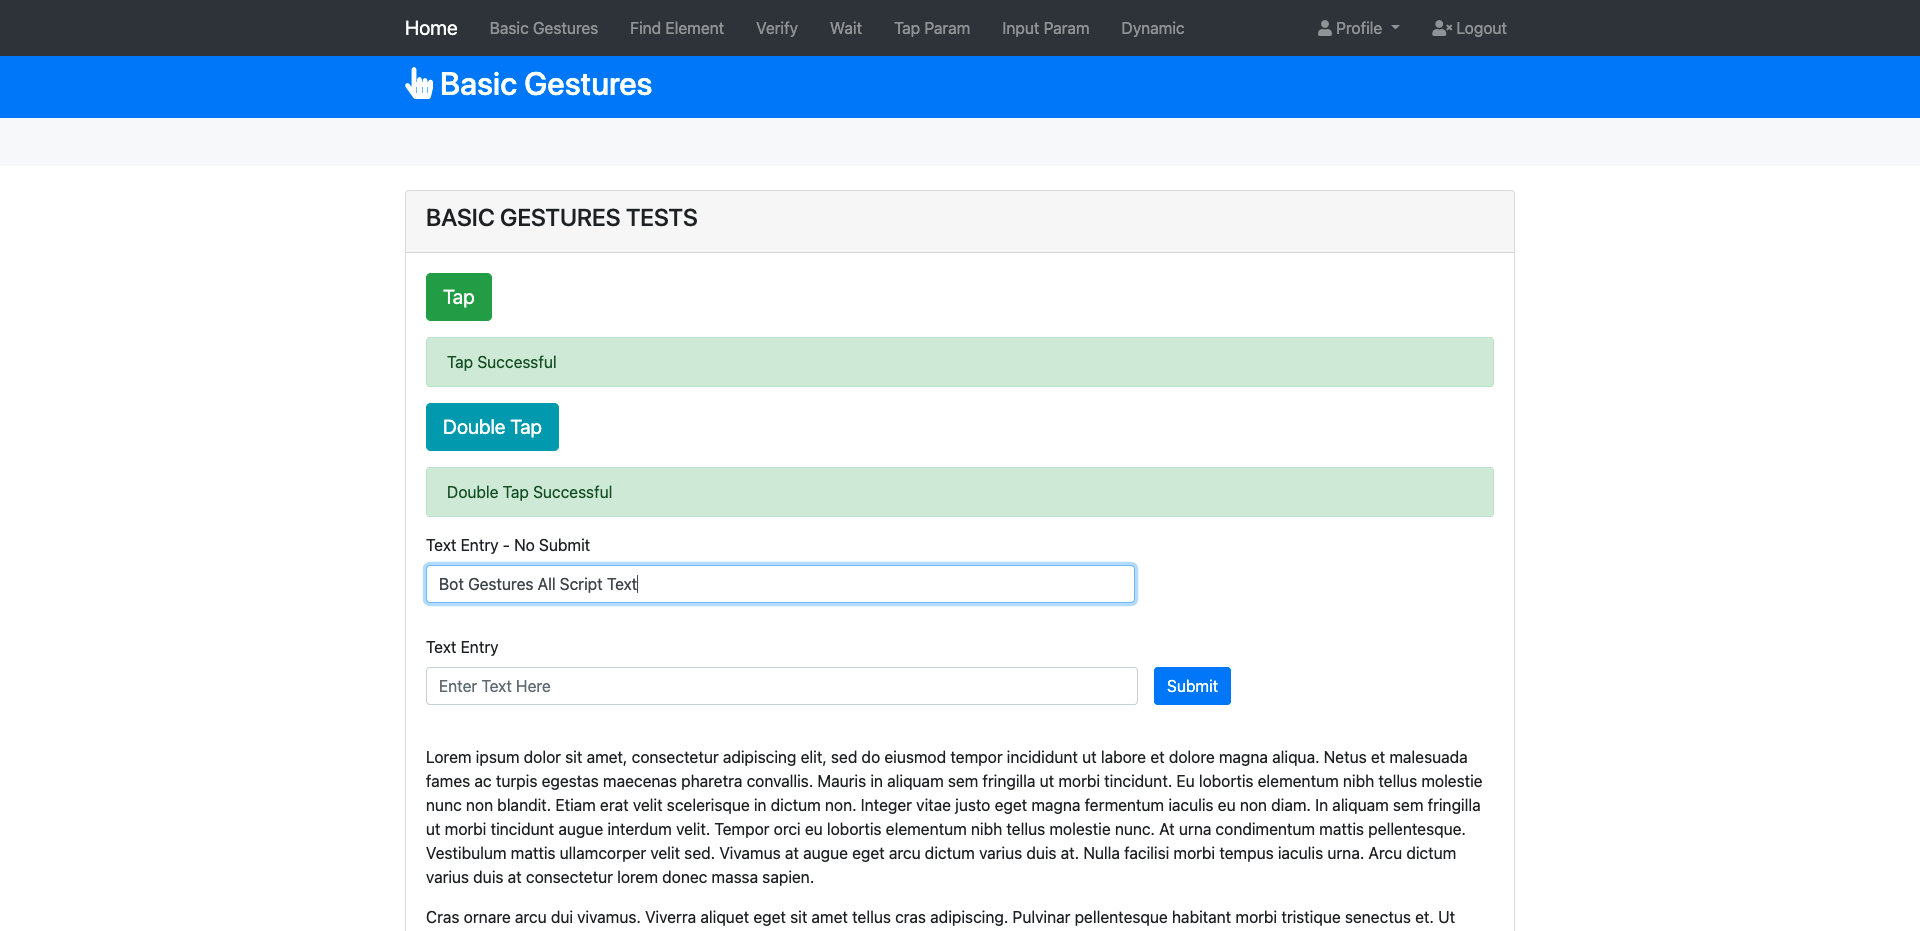 Home Basic Gestures Find Element Verify Wait Tap Param Input Param Dynamic Profile Logout
Basic Gestures
BASIC GESTURES TESTS
Tap
Tap Successful
Double Tap
Double Tap Successful
Text Entry - No Submit
Bot Gestures All Script Text
Text Entry
Enter Text Here Submit
Lorem ipsum dolor sit amet, consectetur adipiscing elit, sed do eiusmod tempor incididunt ut labore et dolore magna aliqua. Netus et malesuada
fames ac turpis egestas maecenas pharetra convallis. Mauris in aliquam sem fringilla ut morbi tincidunt. Eu lobortis elementum nibh tellus molestie
nunc non blandit. Etiam erat velit scelerisque in dictum non. Integer vitae justo eget magna fermentum iaculis eu non diam. In aliquam sem fringilla
ut morbi tincidunt augue interdum velit. Tempor orci eu lobortis elementum nibh tellus molestie nunc. At urna condimentum mattis pellentesque.
Vestibulum mattis ullamcorper velit sed. Vivamus at augue eget arcu dictum varius duis at. Nulla facilisi morbi tempus iaculis urna. Arcu dictum
varius duis at consectetur lorem donec massa sapien.
Cras ornare arcu dui vivamus. Viverra aliquet eget sit amet tellus cras adipiscing. Pulvinar pellentesque habitant morbi tristique senectus et. Ut